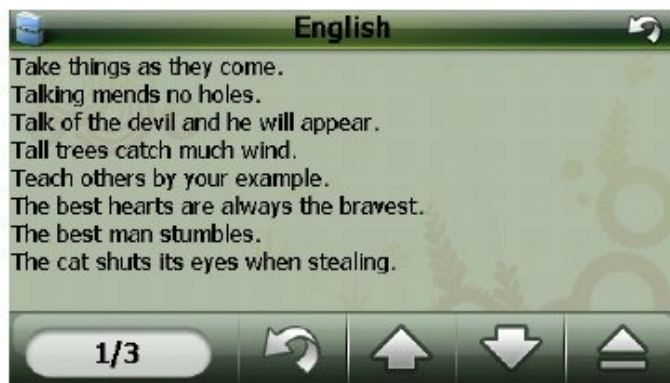 English
Take things as they come.
Talking mends no holes.
Talk of the devil and he will appear.
Tall trees catch much wind.
Teach others by your example.
The best hearts are always the bravest.
The best man stumbles.
The cat shuts its eyes when stealing.
1/3